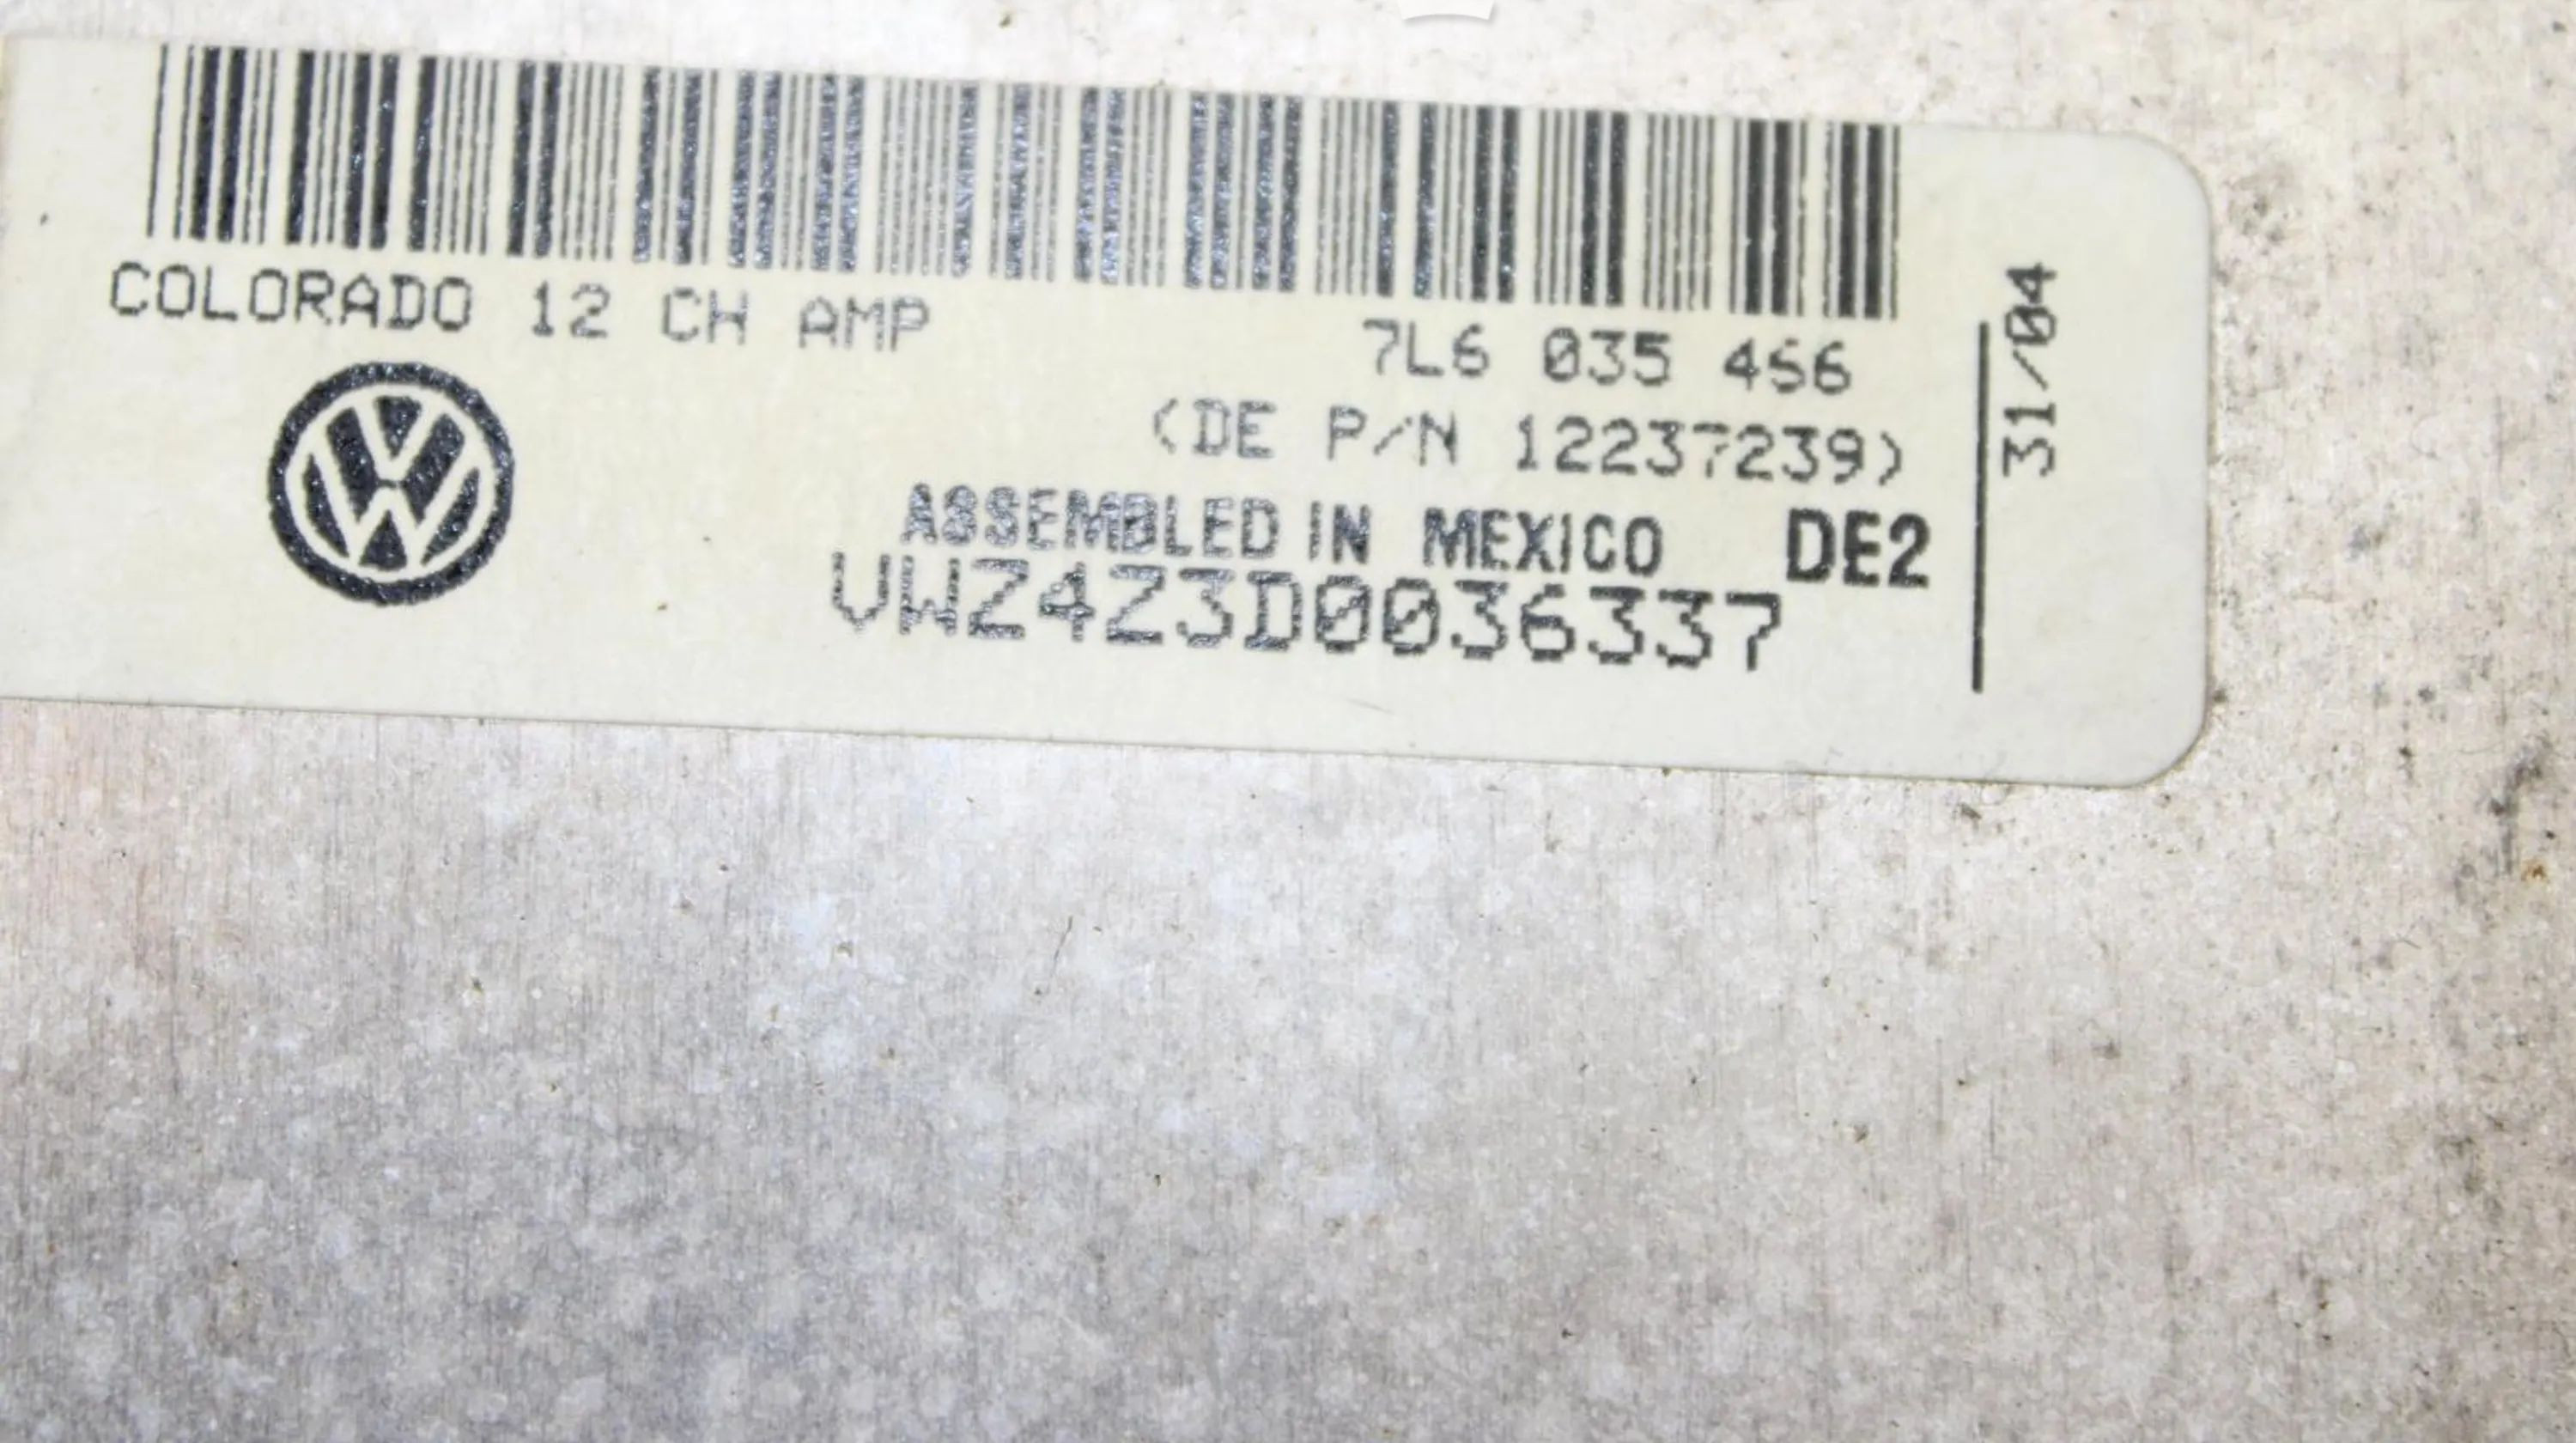 COLORADO 12 CH AMP
7L6 035 456
(DE P/N 12237239)
ASSEMBLED IN MEXICO DE2
VWZ4Z3D0036337
31/04